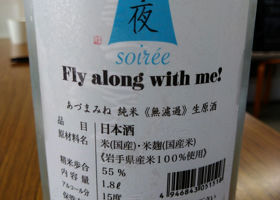 夜
soirée
Fly along with me!
あづまみね 純米《無濾過》生原酒
品目 日本酒
原材料名 米(国産)・米麹(国産米)
《岩手県産米100%使用》
精米歩合 55%
内容量 1.8ℓ
アルコール分 15度
4946843051518